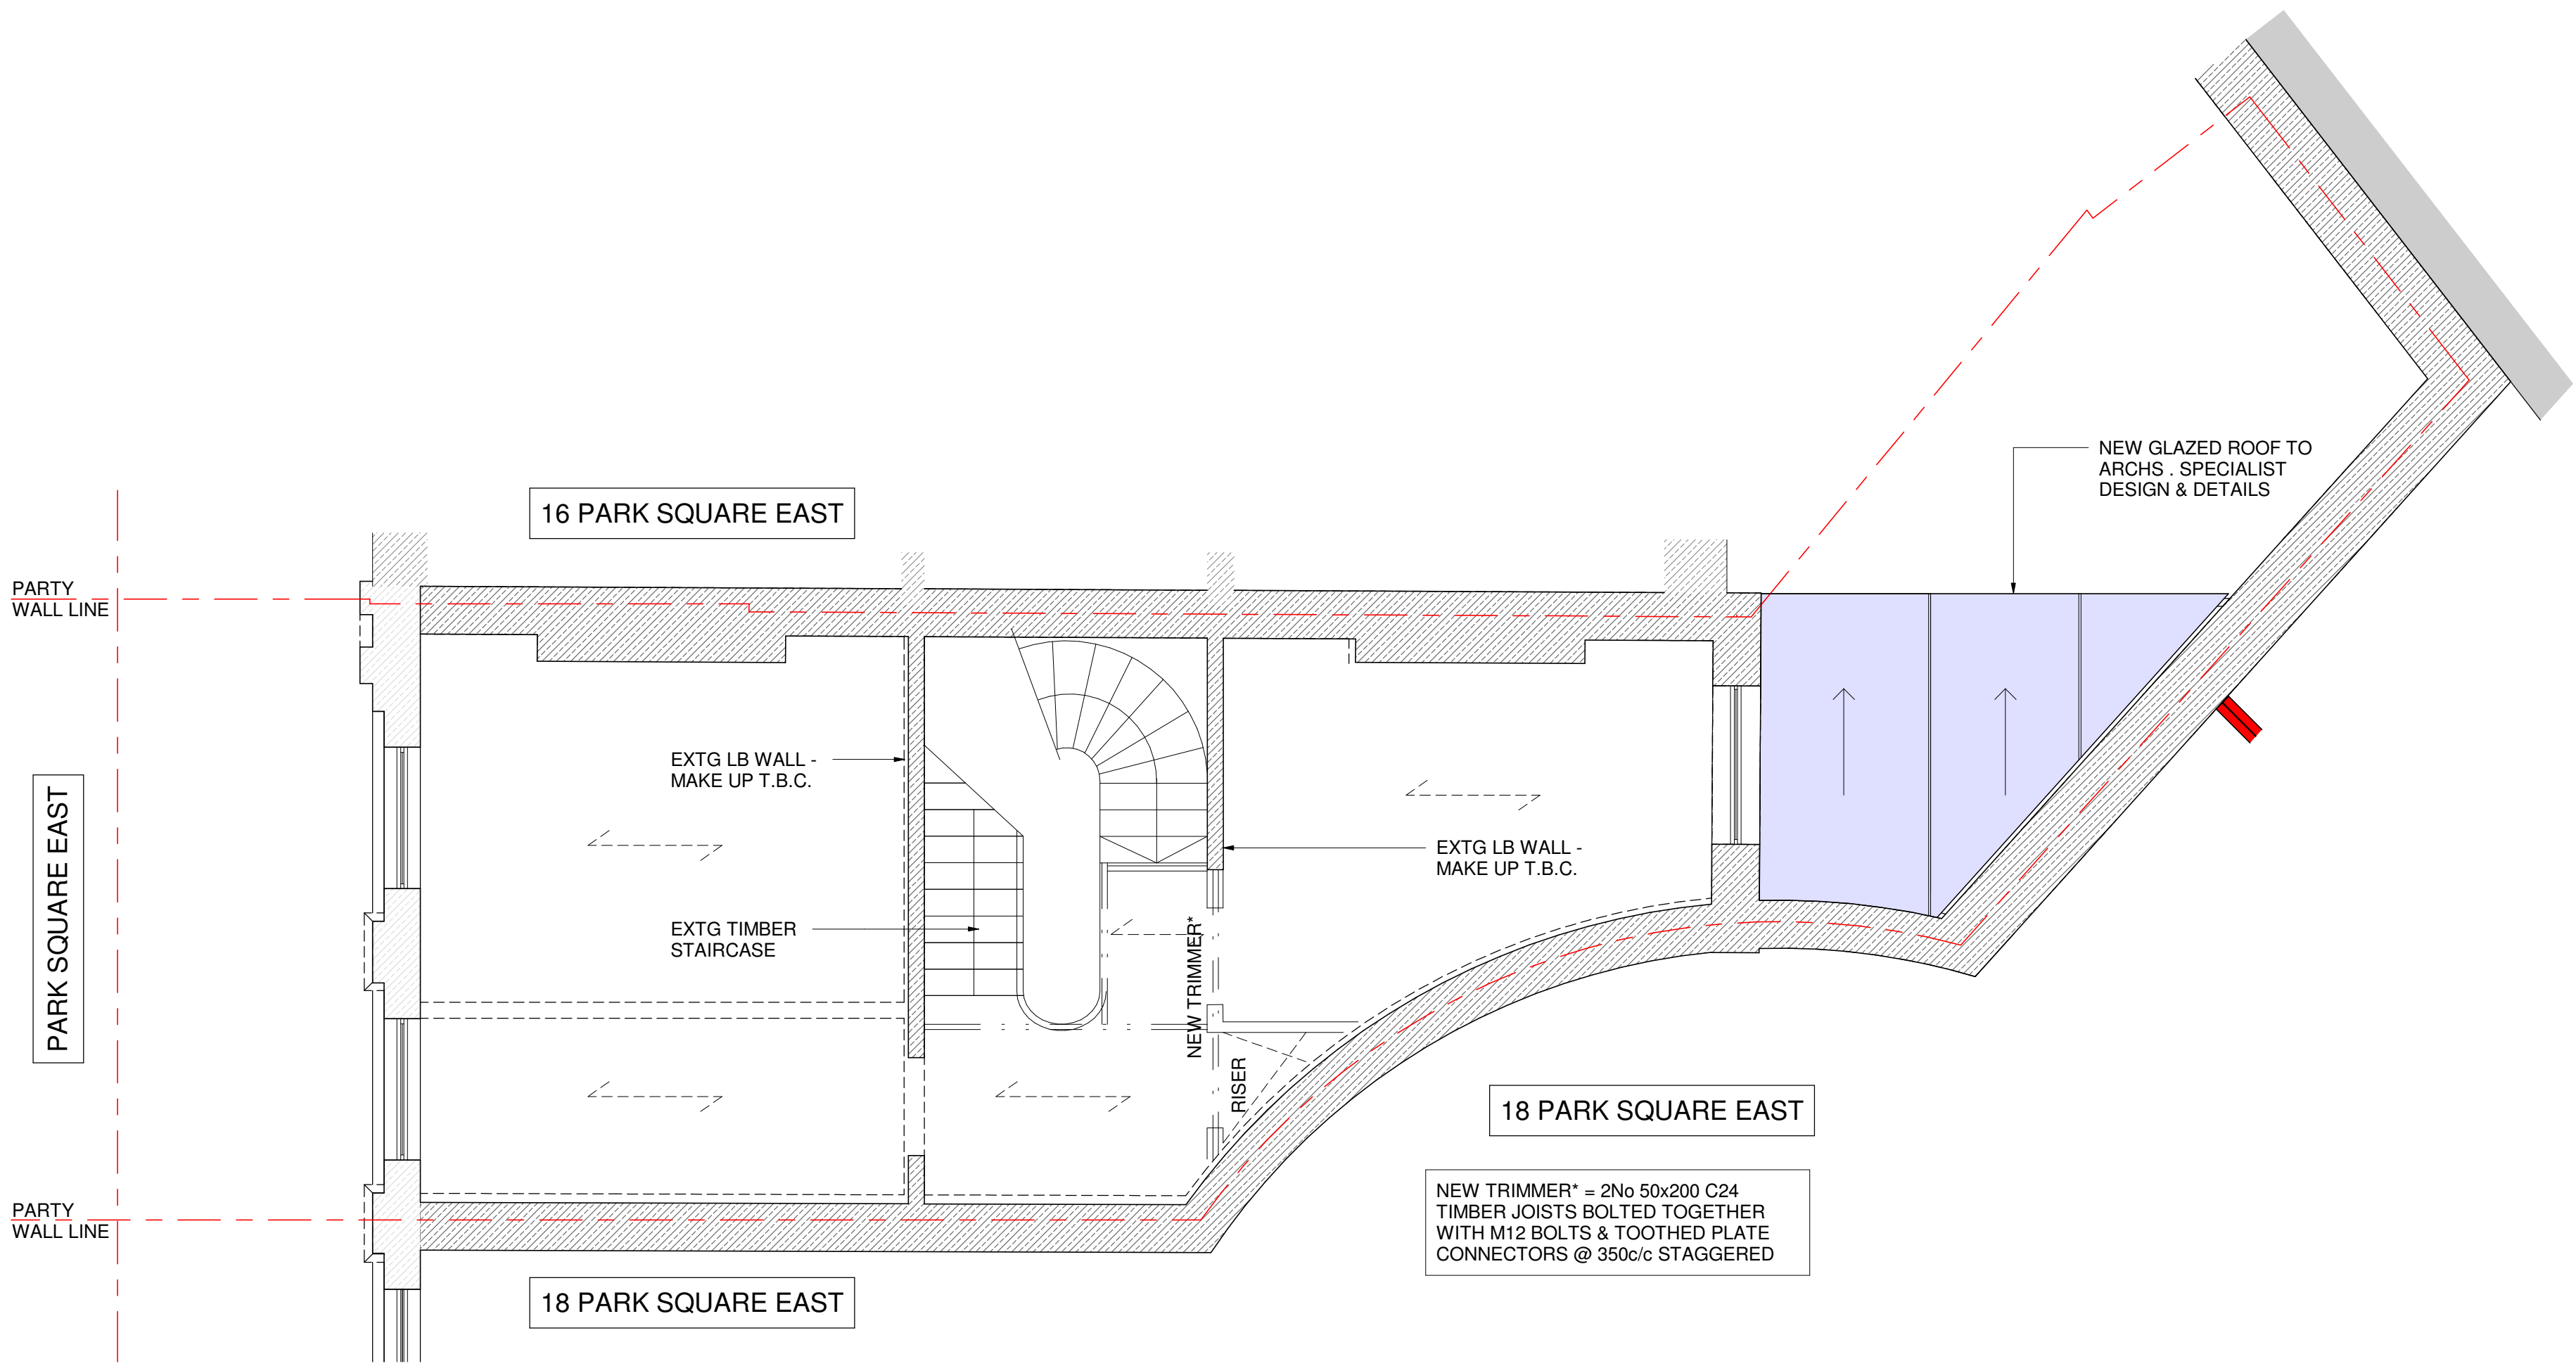 NEW GLAZED ROOF TO
ARCHS . SPECIALIST
DESIGN & DETAILS
16 PARK SQUARE EAST
PARTY
WALL LINE
EXTG LB WALL -
MAKE UP T.B.C.
PARK SQUARE EAST
EXTG LB WALL -
MAKE UP T.B.C.
EXTG TIMBER
STAIRCASE
NEW TRIMMER*
RISER
18 PARK SQUARE EAST
NEW TRIMMER* = 2No 50x200 C24
TIMBER JOISTS BOLTED TOGETHER
WITH M12 BOLTS & TOOTHED PLATE
CONNECTORS @ 350c/c STAGGERED
PARTY
WALL LINE
18 PARK SQUARE EAST